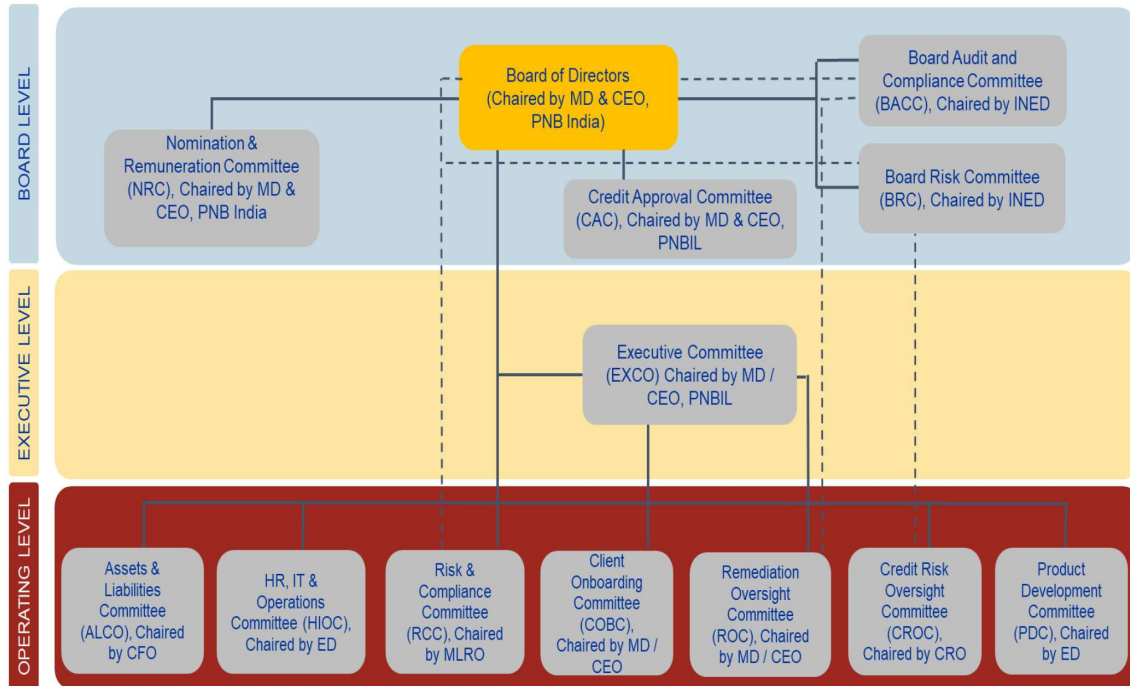 BOARD LEVEL
Board of Directors
(Chaired by MD & CEO,
PNB India)
Board Audit and
Compliance Committee
(BACC), Chaired by INED
Nomination &
Remuneration Committee
(NRC), Chaired by MD &
CEO, PNB India
Credit Approval Committee
(CAC), Chaired by MD & CEO,
PNBIL
Board Risk Committee
(BRC), Chaired by INED
EXECUTIVE LEVEL
Executive Committee
(EXCO) Chaired by MD /
CEO, PNBIL
OPERATING LEVEL
Assets &
Liabilities
Committee
(ALCO), Chaired
by CFO
HR, IT &
Operations
Committee (HIOC),
Chaired by ED
Risk &
Compliance
Committee
(RCC), Chaired
by MLRO
Client
Onboarding
Committee
(COBC),
Chaired by MD /
CEO
Remediation
Oversight
Committee
(ROC), Chaired
by MD / CEO
Credit Risk
Oversight
Committee
(CROC),
Chaired by CRO
Product
Development
Committee
(PDC), Chaired
by ED